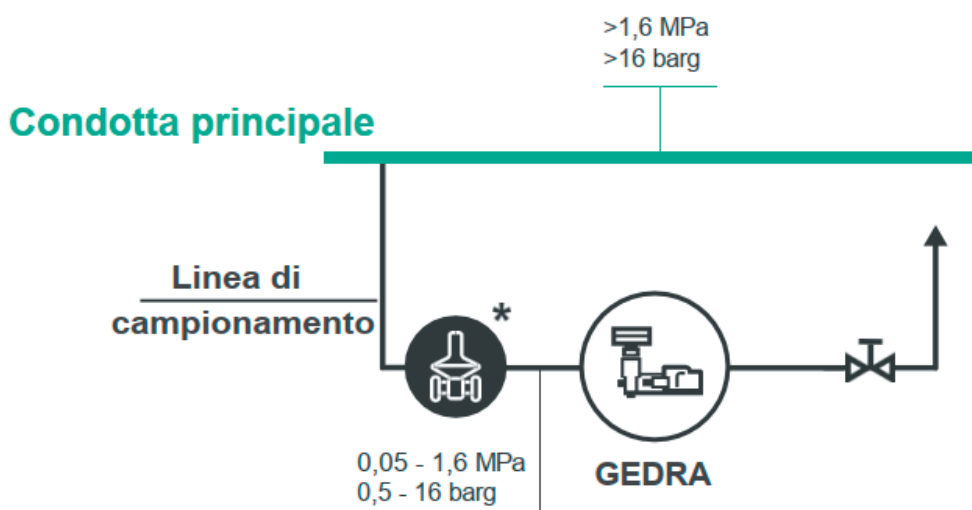 >1,6 MPa
>16 barg
Condotta principale
Linea di
campionamento
*
0,05 - 1,6 MPa
0,5 - 16 barg
GEDRA